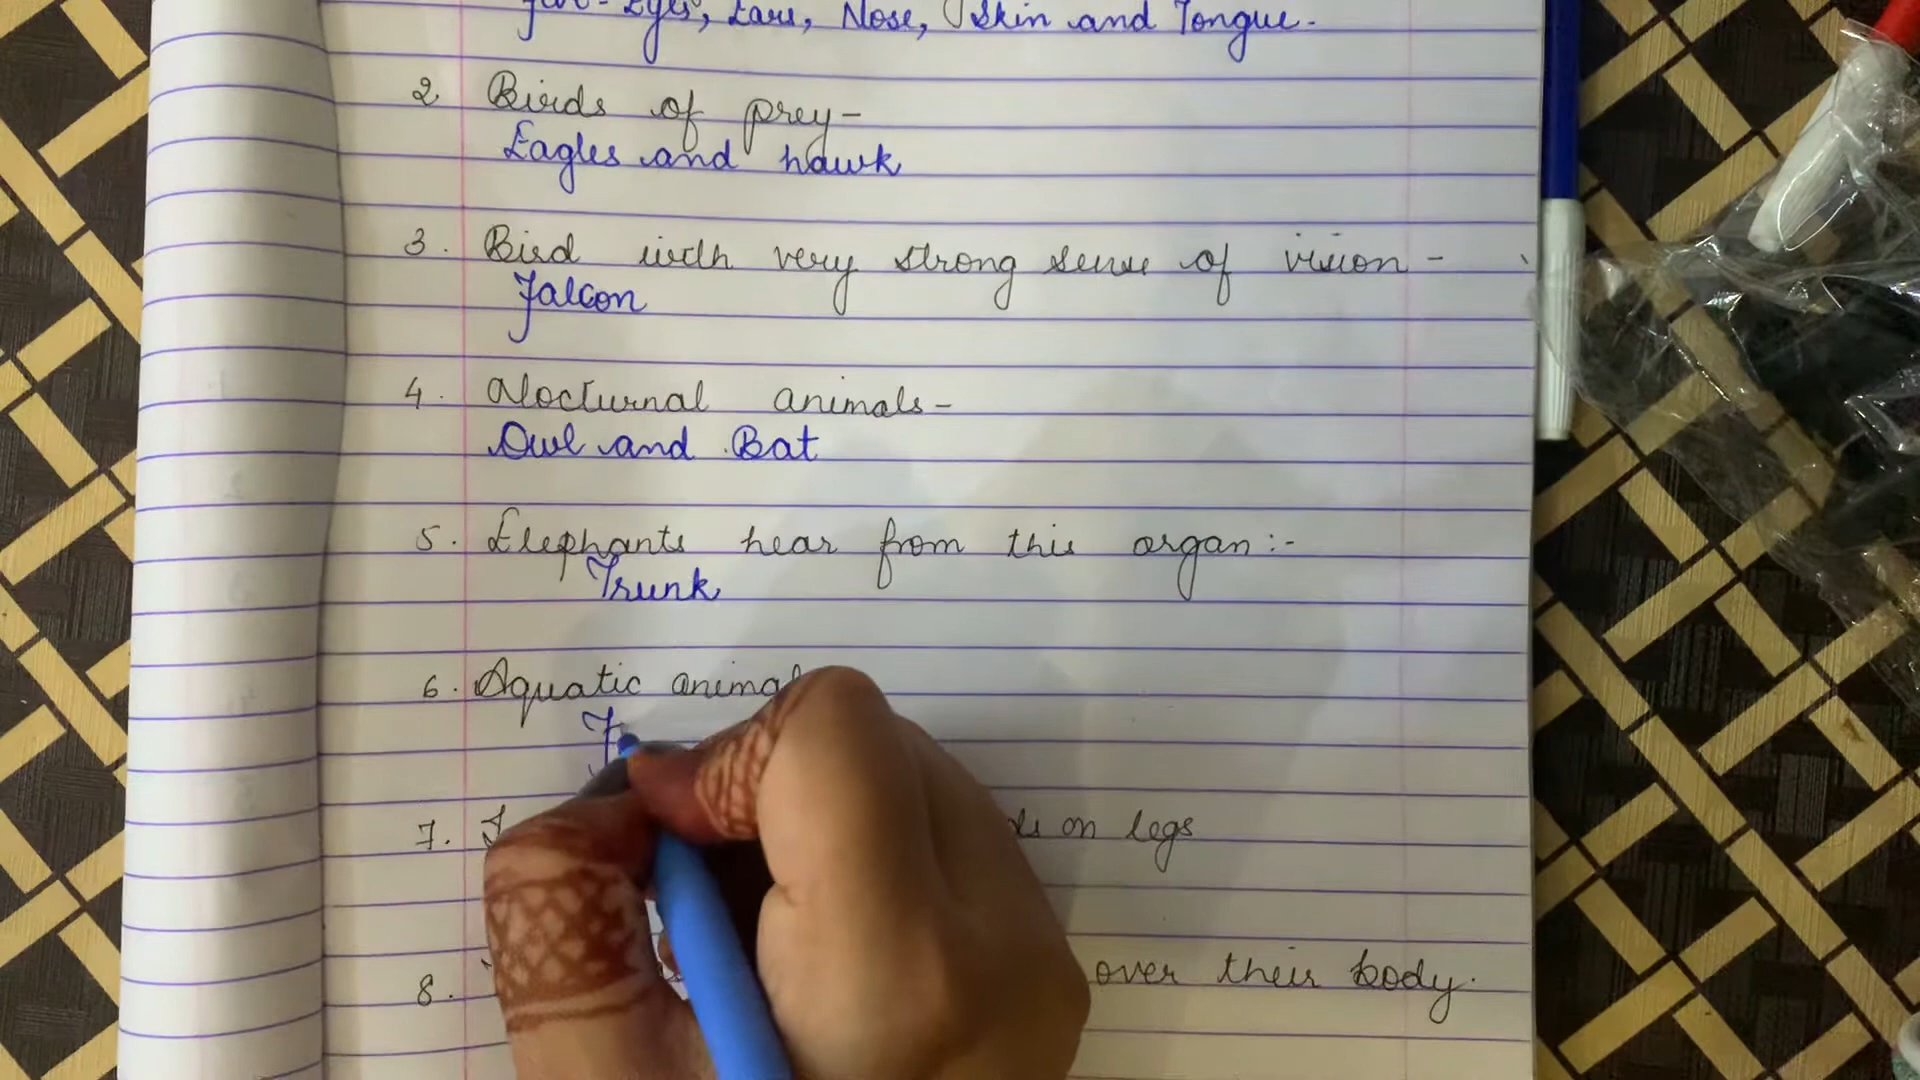 Five - Eyes, Ears, Nose, Skin and Tongue.
2 Birds of prey-
Eagles and hawk
3. Bird with very strong sense of vision -
Falcon
4. Nocturnal animals-
Owl and Bat
5. Elephants hear from this organ:-
Trunk
6. Aquatic animal
F
7. on legs
8. over their body.